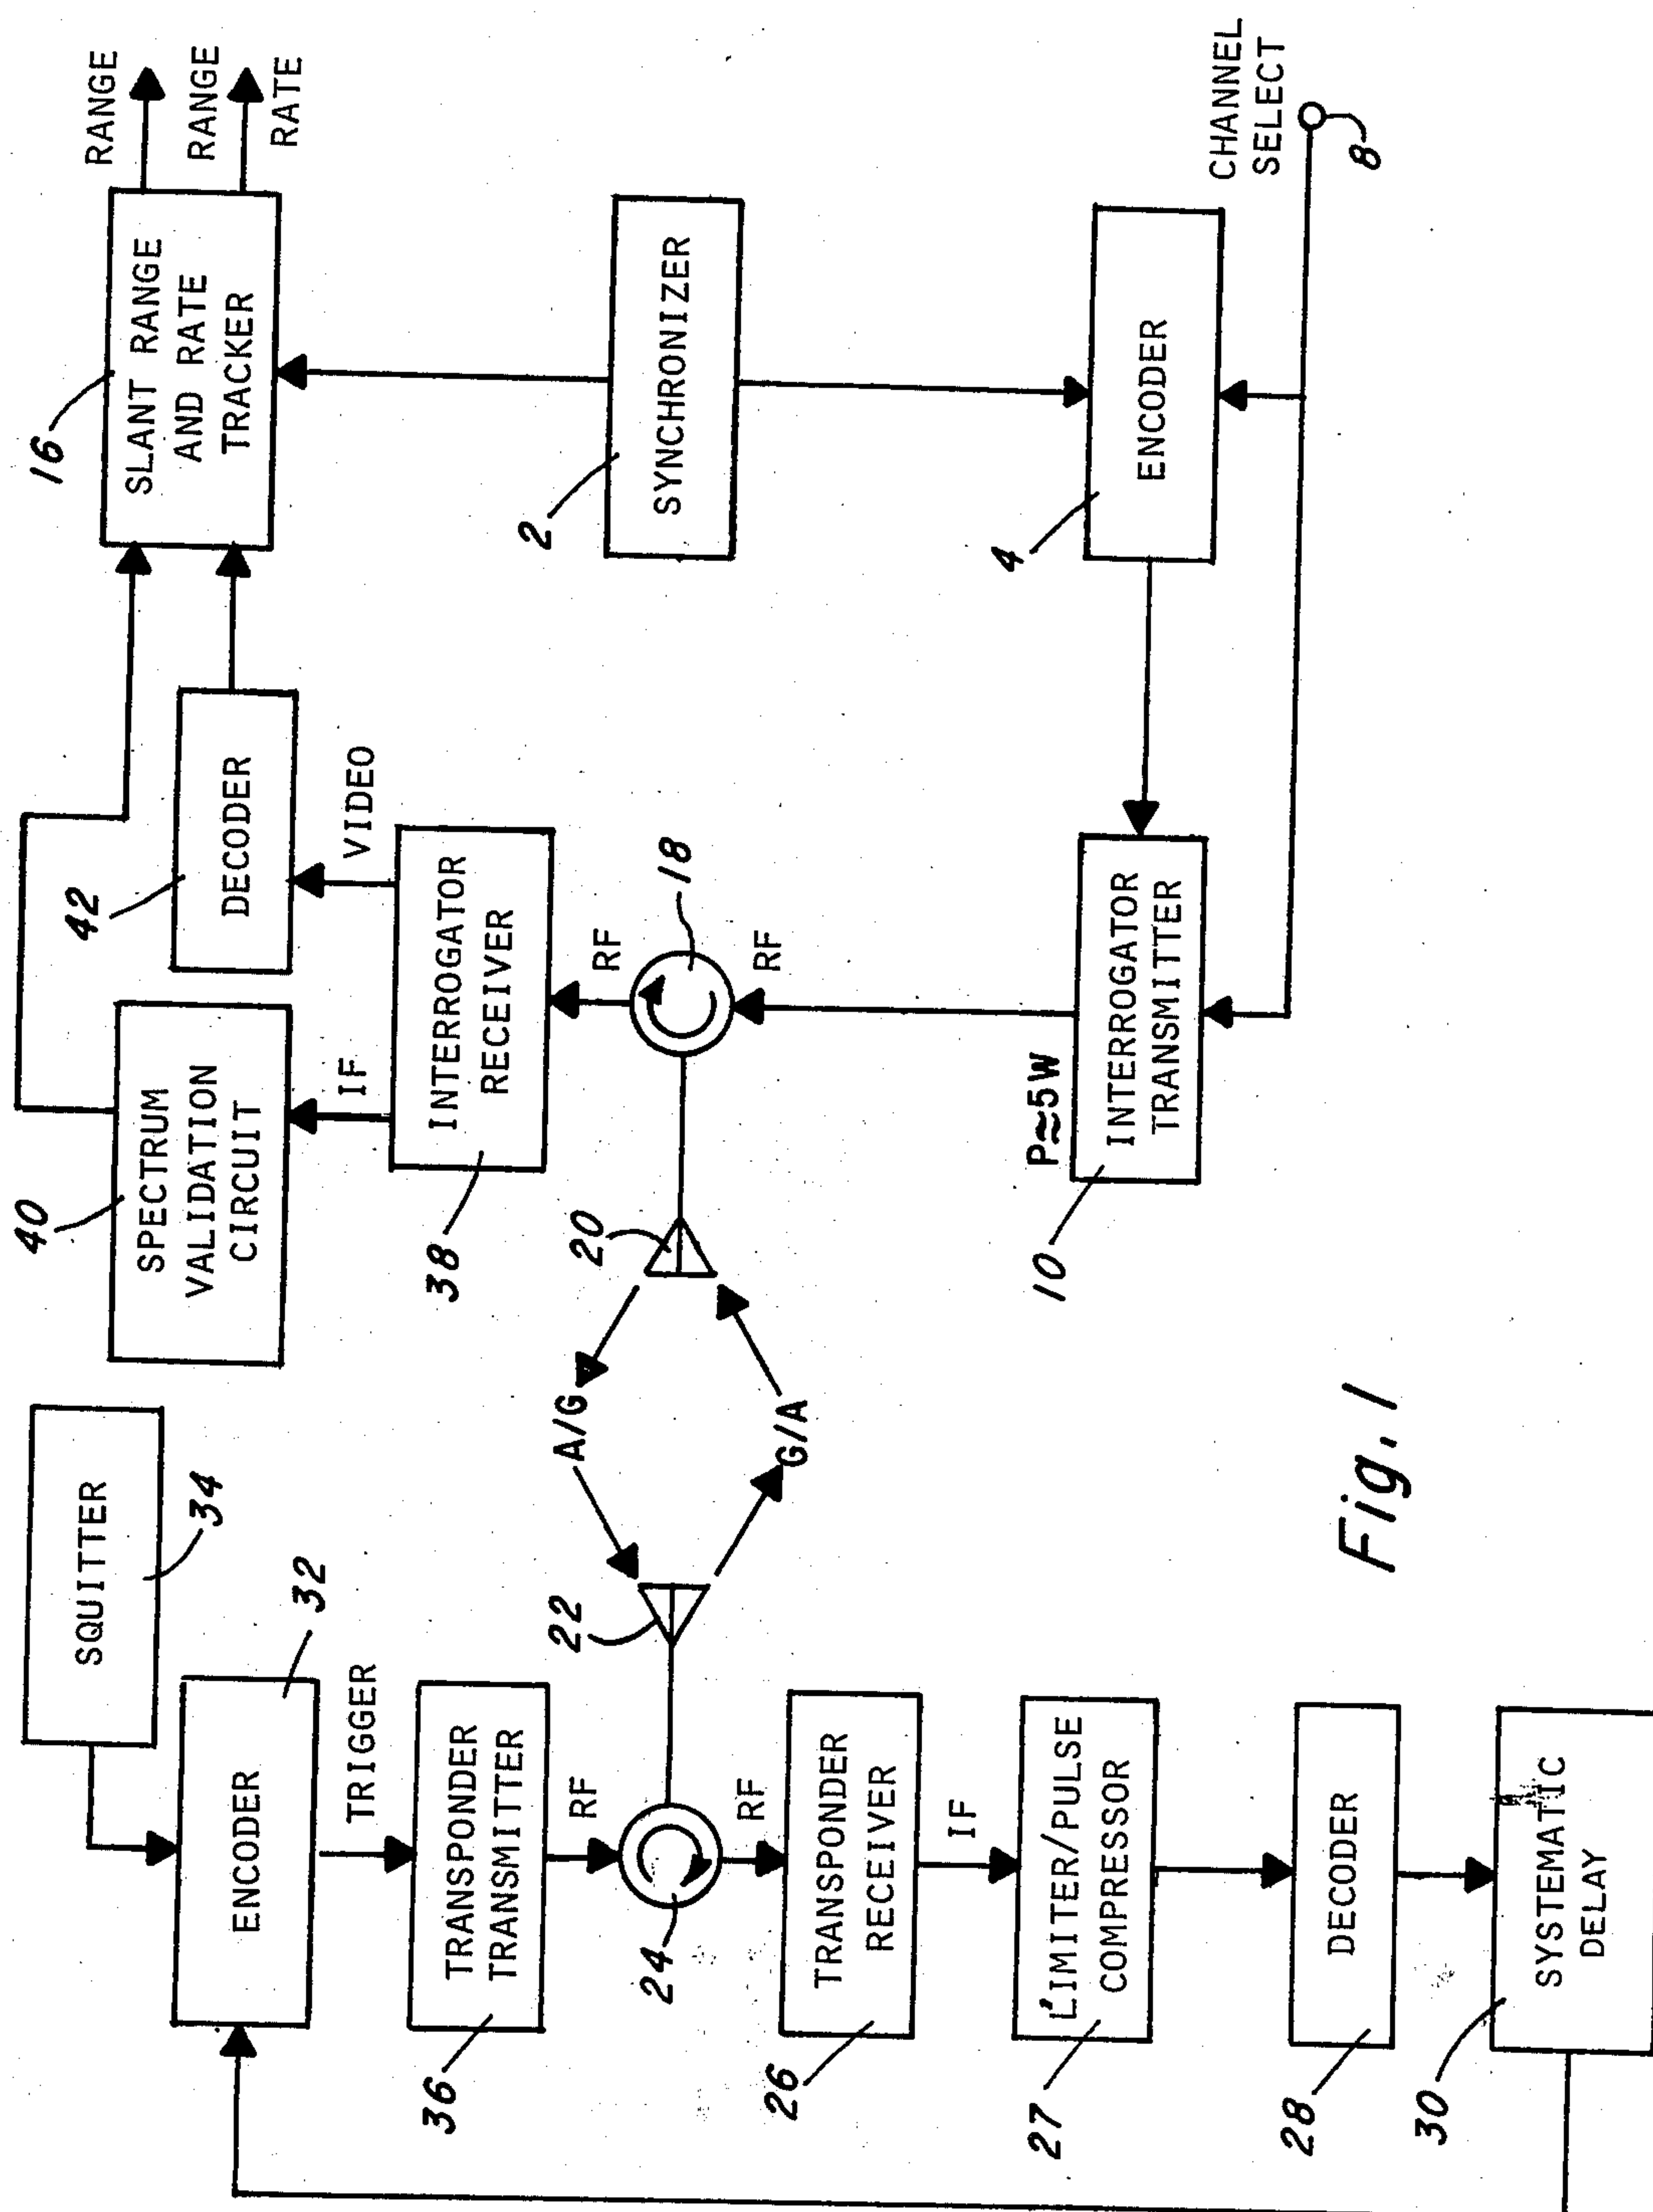 SQUITTER
34
ENCODER
32
TRIGGER
TRANSPONDER
TRANSMITTER
36
RF
24
RF
TRANSPONDER
RECEIVER
26
IF
LIMITER/PULSE
COMPRESSOR
27
DECODER
28
SYSTEMATIC
DELAY
30
22
A/G
G/A
20
40
SPECTRUM
VALIDATION
CIRCUIT
IF
42
DECODER
VIDEO
INTERROGATOR
RECEIVER
38
RF
18
RF
P≈5W
INTERROGATOR
TRANSMITTER
10
16
SLANT RANGE
AND RATE
TRACKER
RANGE
RANGE
RATE
2
SYNCHRONIZER
4
ENCODER
CHANNEL
SELECT
8
Fig. 1